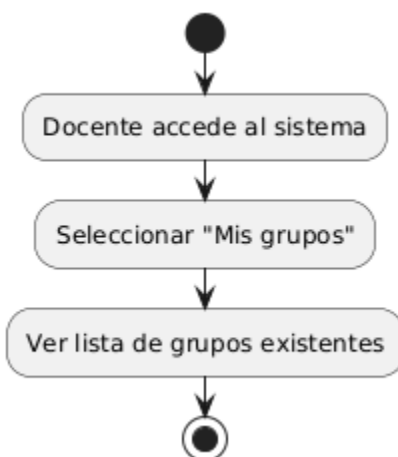 Docente accede al sistema
Seleccionar "Mis grupos"
Ver lista de grupos existentes